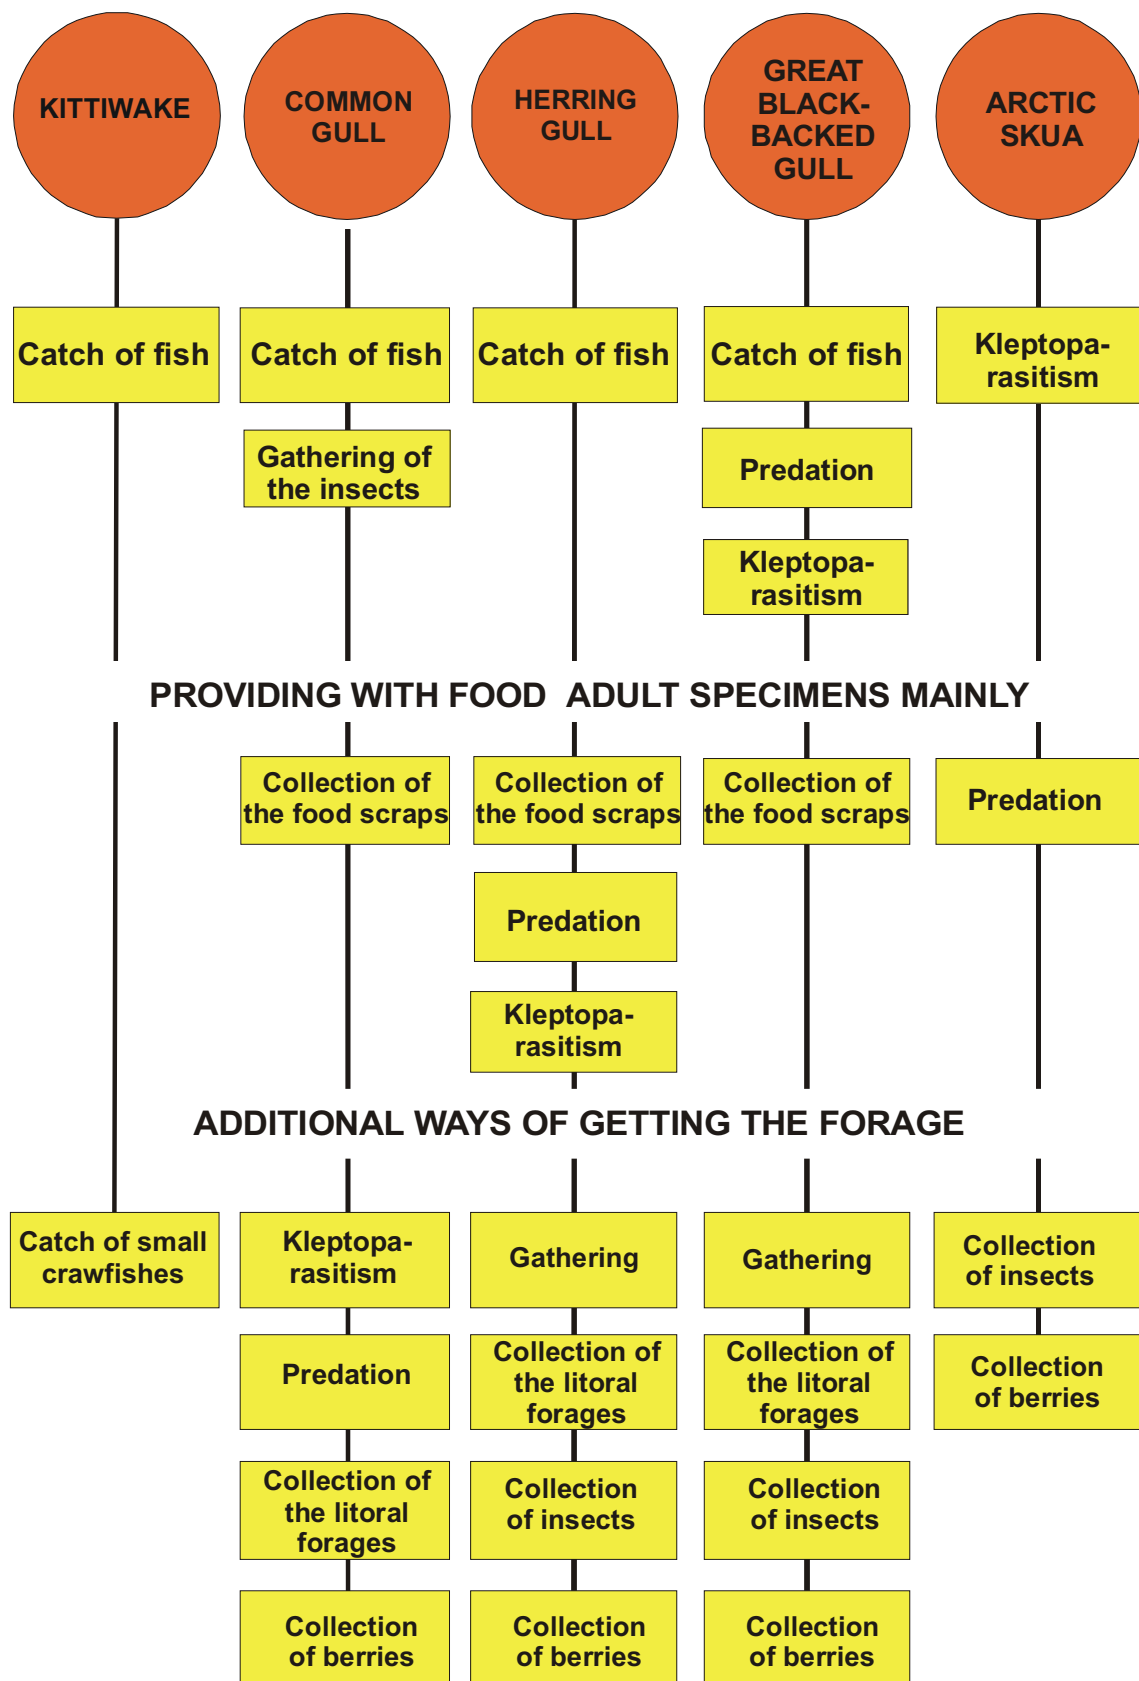 KITTIWAKE
COMMON
GULL
HERRING
GULL
GREAT
BLACK-
BACKED
GULL
ARCTIC
SKUA
Catch of fish
Catch of fish
Catch of fish
Catch of fish
Kleptopa-
rasitism
Gathering of
the insects
Predation
Kleptopa-
rasitism
PROVIDING WITH FOOD ADULT SPECIMENS MAINLY
Collection of
the food scraps
Collection of
the food scraps
Collection of
the food scraps
Predation
Predation
Kleptopa-
rasitism
ADDITIONAL WAYS OF GETTING THE FORAGE
Catch of small
crawfishes
Kleptopa-
rasitism
Gathering
Gathering
Collection
of insects
Predation
Collection of
the litoral
forages
Collection of
the litoral
forages
Collection
of berries
Collection of
the litoral
forages
Collection
of insects
Collection
of insects
Collection
of berries
Collection
of berries
Collection
of berries